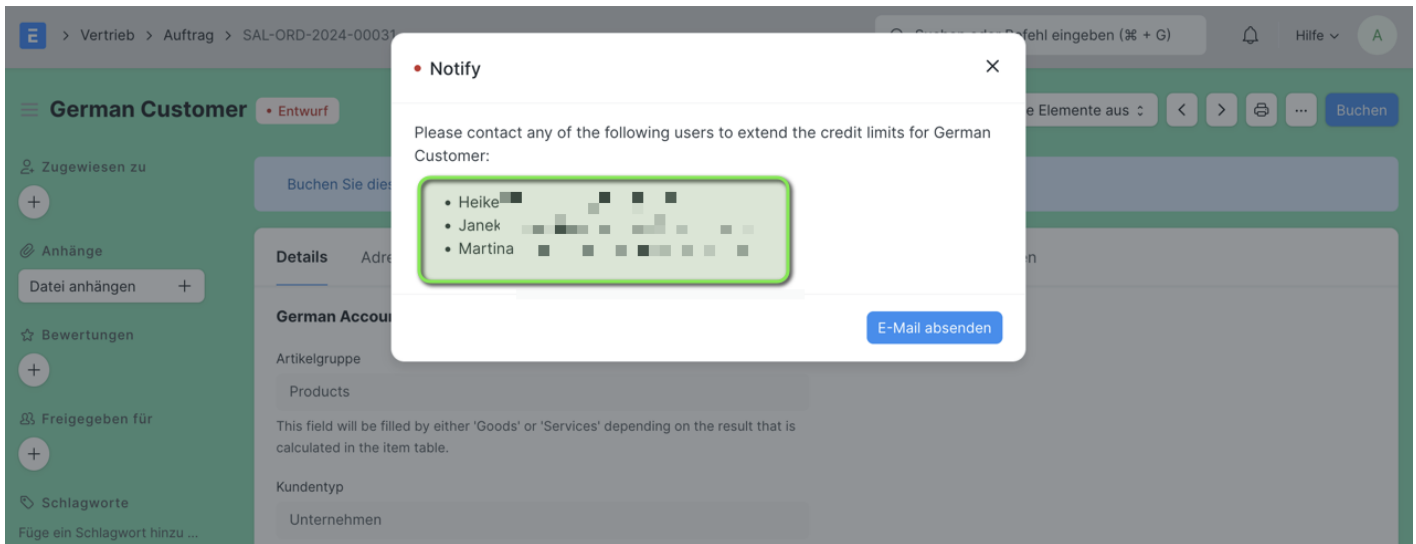 E > Vertrieb > Auftrag > SAL-ORD-2024-00031
fehl eingeben (⌘ + G)
Hilfe
A
German Customer
• Entwurf
e Elemente aus
...
Buchen
Zugewiesen zu
+
Anhänge
Datei anhängen +
Bewertungen
+
Freigegeben für
+
Schlagworte
Füge ein Schlagwort hinzu ...
Buchen Sie dies
Details Adre
en
German Accou
Artikelgruppe
Products
This field will be filled by either 'Goods' or 'Services' depending on the result that is
calculated in the item table.
Kundentyp
Unternehmen
• Notify
Please contact any of the following users to extend the credit limits for German
Customer:
• Heike
• Janek
• Martina
E-Mail absenden